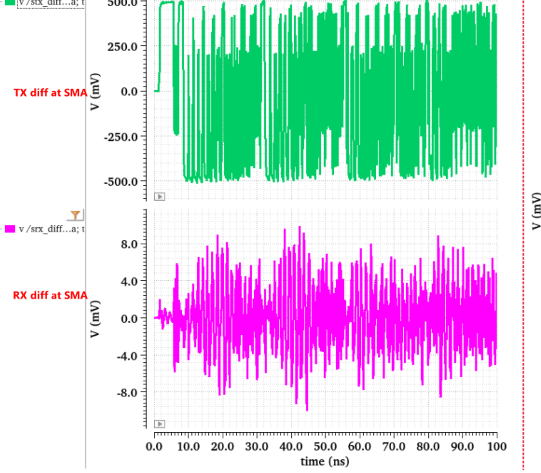 v /stx_diff...a; t
500.0
250.0
0.0
-250.0
-500.0
V (mV)
TX diff at SMA
v /srx_diff...a; t
8.0
4.0
0.0
-4.0
-8.0
V (mV)
RX diff at SMA
0.0 10.0 20.0 30.0 40.0 50.0 60.0 70.0 80.0 90.0 100.0
time (ns)
V (mV)